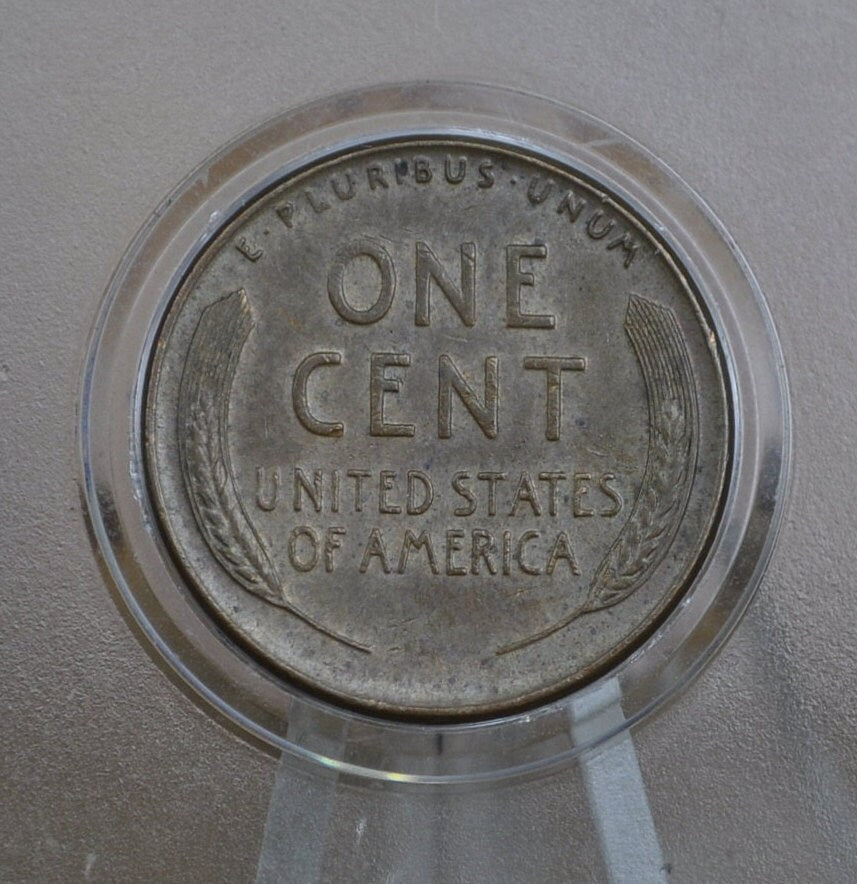 E·PLURIBUS·UNUM
ONE
CENT
UNITED STATES
OF AMERICA